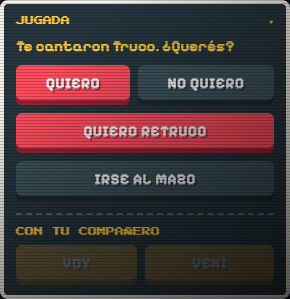 JUGADA
Te cantaron Truco. ¿Querés?
QUIERO
NO QUIERO
QUIERO RETRUCO
IRSE AL MAZO
CON TU COMPAÑERO
VOY
VENÍ